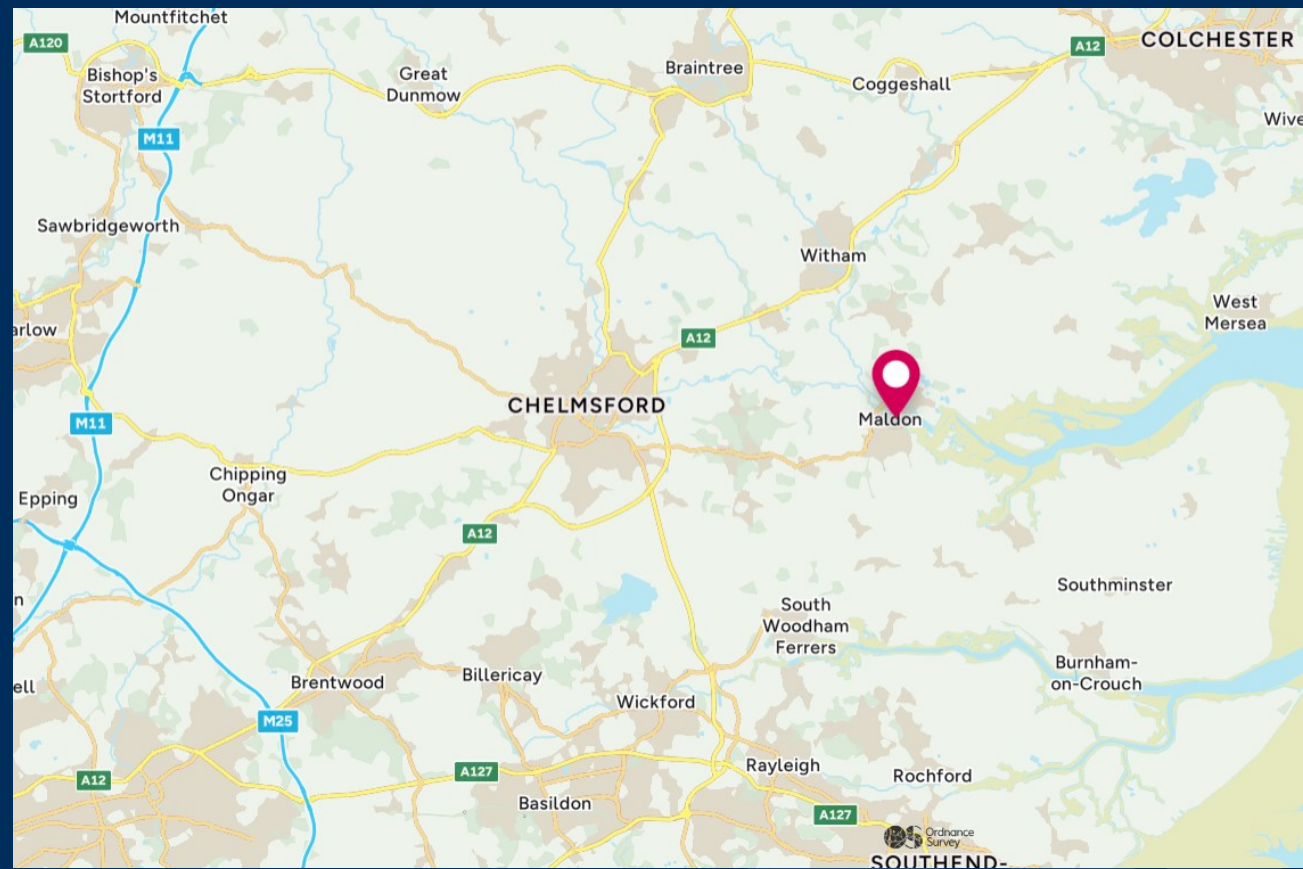 Mountfitchet
A120
A12
COLCHESTER
Bishop's
Stortford
Great
Dunmow
Braintree
Coggeshall
Wive
M11
Sawbridgeworth
Witham
West
Mersea
arlow
A12
CHELMSFORD
Maldon
M11
Chipping
Ongar
Epping
A12
n
South
Woodham
Ferrers
Southminster
Burnham-
on-Crouch
ell
Brentwood
Billericay
Wickford
M25
A12
A127
Rayleigh
Rochford
Basildon
A127
OS
Ordnance
Survey
SOUTHEND-